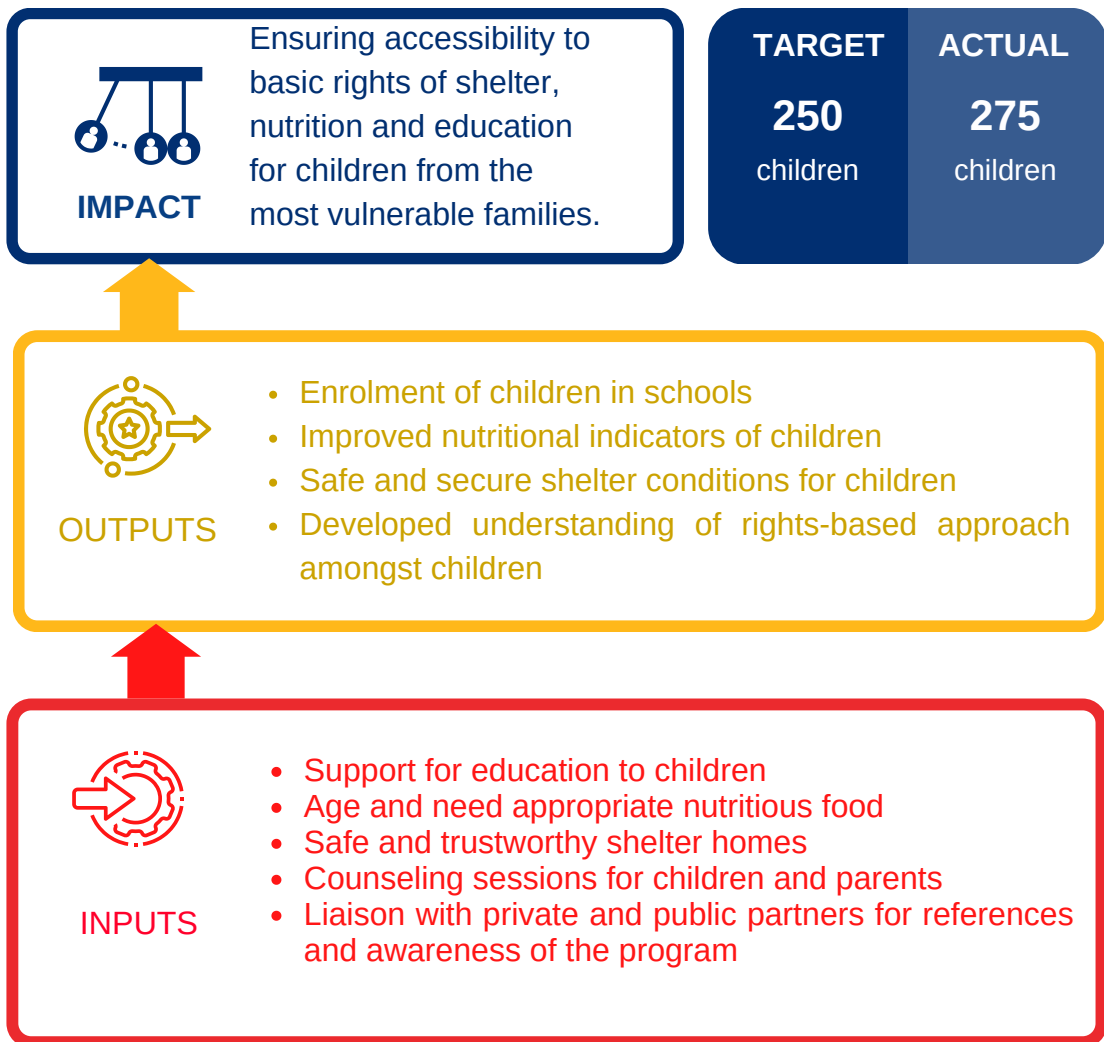 Ensuring accessibility to
basic rights of shelter,
nutrition and education
for children from the
most vulnerable families.
IMPACT
TARGET
250
children
ACTUAL
275
children
• Enrolment of children in schools
• Improved nutritional indicators of children
• Safe and secure shelter conditions for children
• Developed understanding of rights-based approach
amongst children
OUTPUTS
• Support for education to children
• Age and need appropriate nutritious food
• Safe and trustworthy shelter homes
• Counseling sessions for children and parents
• Liaison with private and public partners for references
and awareness of the program
INPUTS